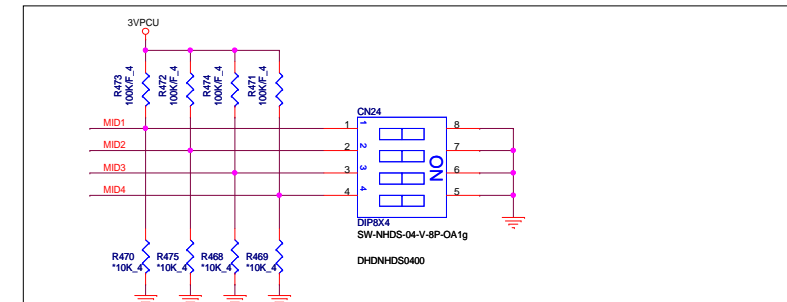 3VPCU
R473
100K/F_4
R472
100K/F_4
R474
100K/F_4
R471
100K/F_4
CN24
MID1
1
1
8
MID2
2
2
7
MID3
3
3
6
MID4
4
4
5
ON
DIP8X4
SW-NHDS-04-V-8P-OA1g
DHDNHDS0400
R470
*10K_4
R475
*10K_4
R468
*10K_4
R469
*10K_4